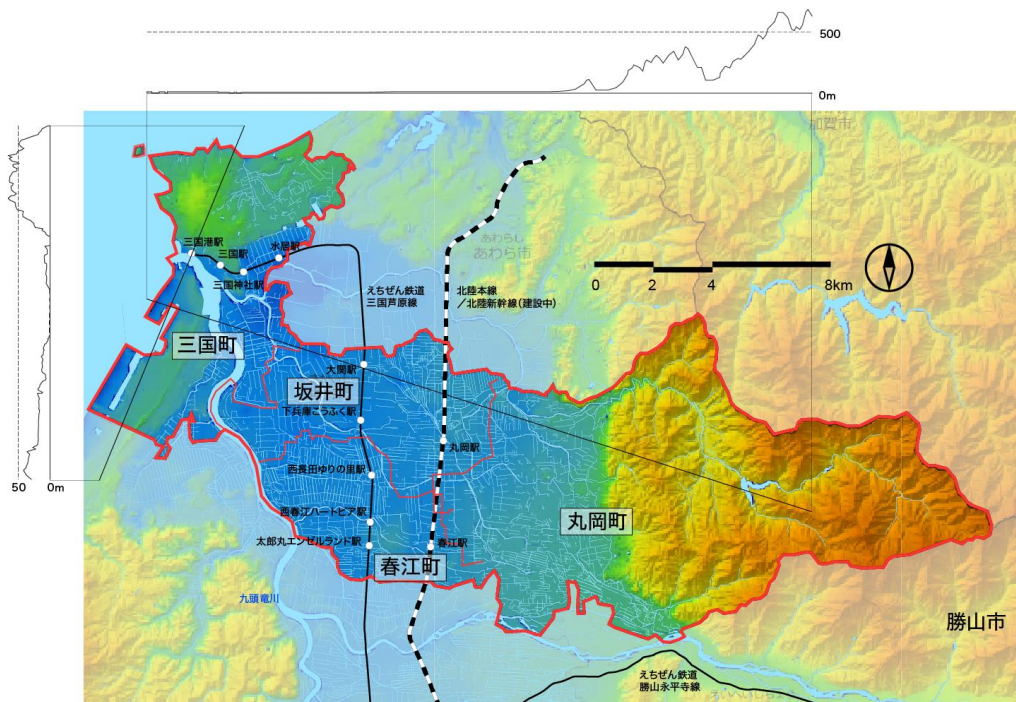 500
0m
加賀市
三国港駅
三国駅
水居駅
三国神社駅
あわらし
あわら市
えちぜん鉄道
三国芦原線
北陸本線
／北陸新幹線(建設中)
0 2 4 8km
三国町
大関駅
坂井町
下兵庫こうふく駅
丸岡駅
西長田ゆりの里駅
50 0m
西春江ハートピア駅
丸岡町
太郎丸エンゼルランド駅
春江駅
春江町
九頭竜川
勝山市
えちぜん鉄道
勝山永平寺線